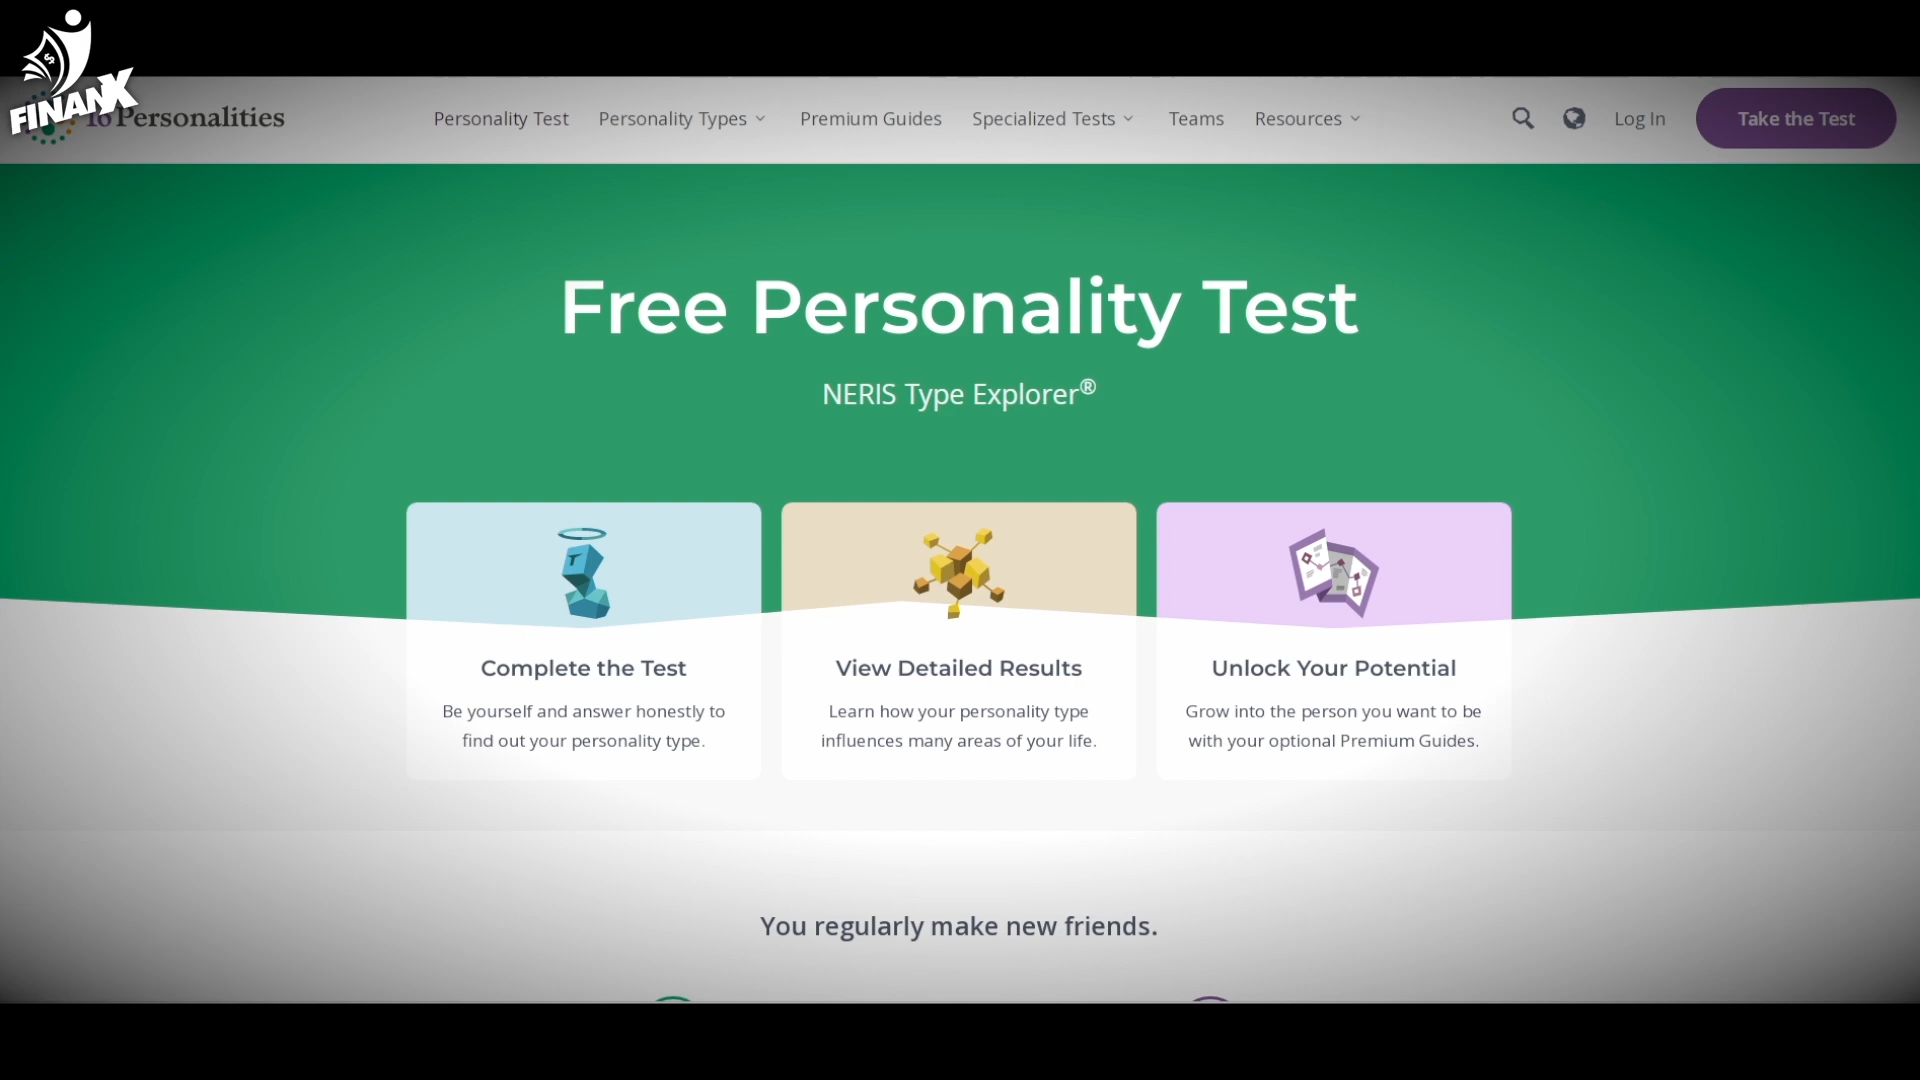 FINANX
16Personalities
Personality Test
Personality Types
Premium Guides
Specialized Tests
Teams
Resources
Log In
Take the Test
Free Personality Test
NERIS Type Explorer®
Complete the Test
Be yourself and answer honestly to
find out your personality type.
View Detailed Results
Learn how your personality type
influences many areas of your life.
Unlock Your Potential
Grow into the person you want to be
with your optional Premium Guides.
You regularly make new friends.